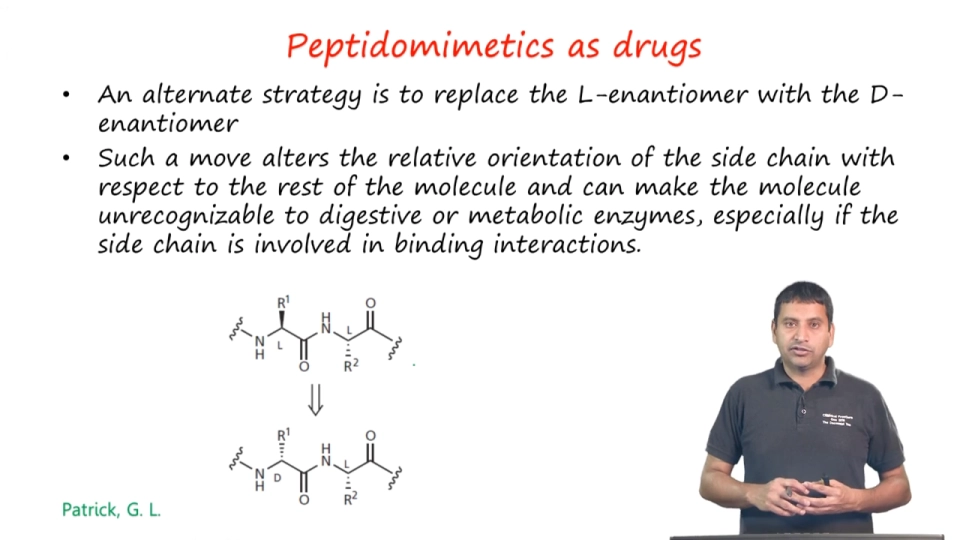 Peptidomimetics as drugs
• An alternate strategy is to replace the L-enantiomer with the D-
enantiomer
• Such a move alters the relative orientation of the side chain with
respect to the rest of the molecule and can make the molecule
unrecognizable to digestive or metabolic enzymes, especially if the
side chain is involved in binding interactions.
R¹ O
H
N L
N L
H
O R²
R¹ O
H
N L
N D
H
O R²
Patrick, G. L.